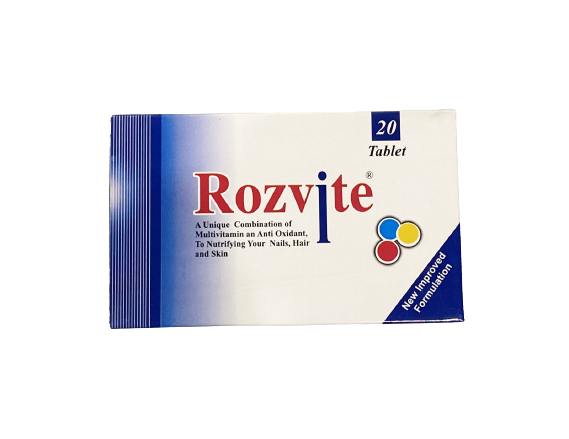 20
Tablet
Rozvite®
A Unique Combination of
Multivitamin an Anti Oxidant,
To Nutrifying Your Nails, Hair
and Skin
New Improved
Formulation